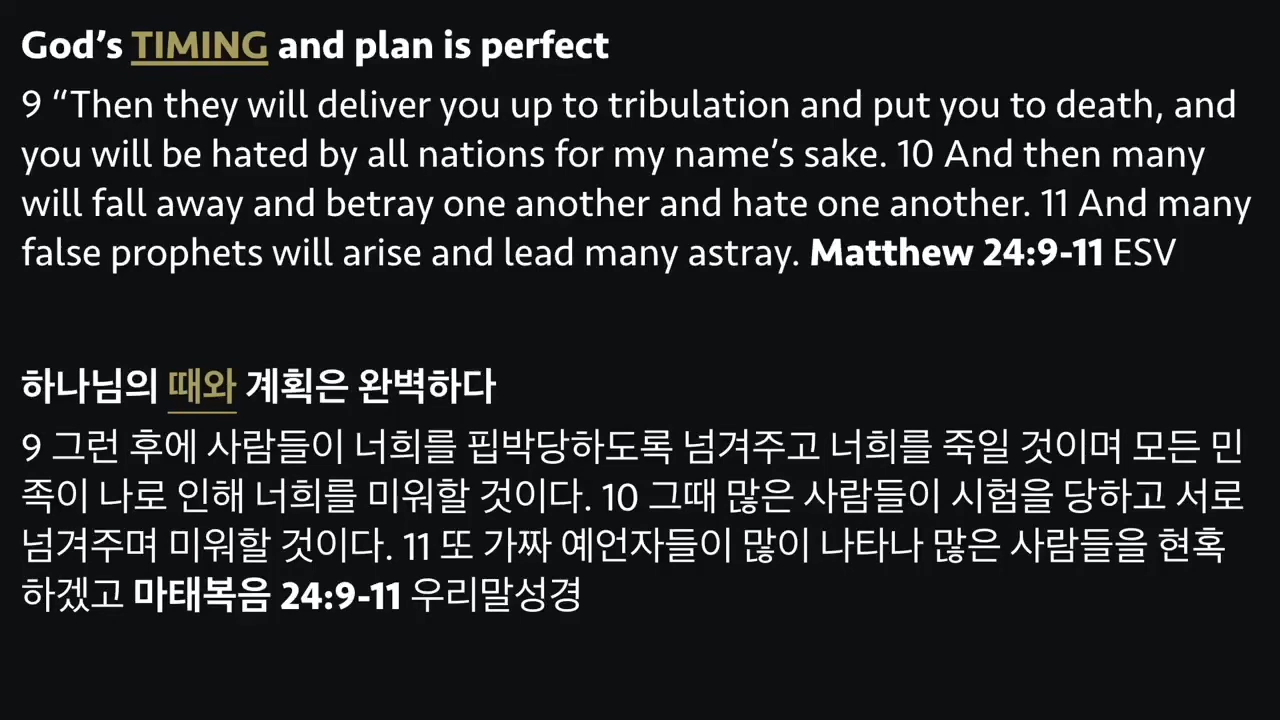 God’s TIMING and plan is perfect
9 “Then they will deliver you up to tribulation and put you to death, and
you will be hated by all nations for my name’s sake. 10 And then many
will fall away and betray one another and hate one another. 11 And many
false prophets will arise and lead many astray. Matthew 24:9-11 ESV
하나님의 때와 계획은 완벽하다
9 그런 후에 사람들이 너희를 핍박당하도록 넘겨주고 너희를 죽일 것이며 모든 민
족이 나로 인해 너희를 미워할 것이다. 10 그때 많은 사람들이 시험을 당하고 서로
넘겨주며 미워할 것이다. 11 또 가짜 예언자들이 많이 나타나 많은 사람들을 현혹
하겠고 마태복음 24:9-11 우리말성경